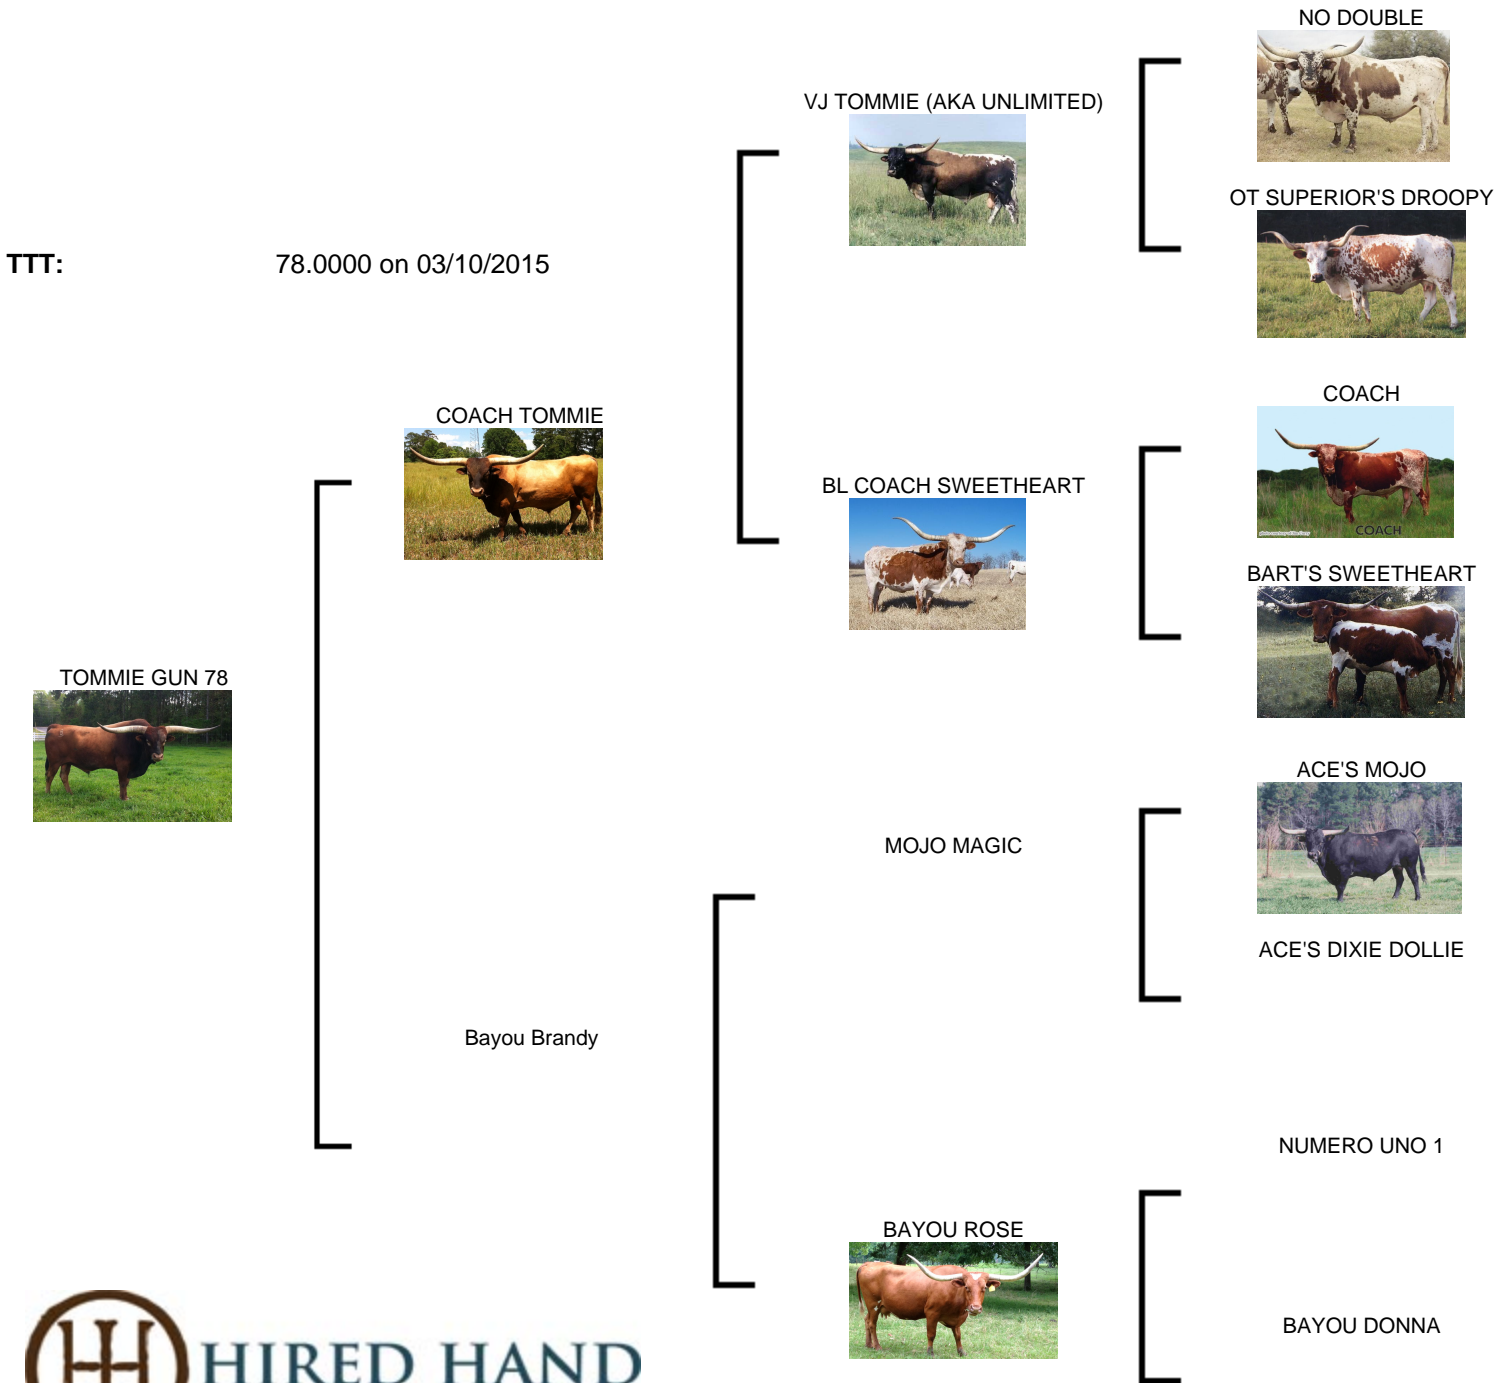 NO DOUBLE
VJ TOMMIE (AKA UNLIMITED)
OT SUPERIOR'S DROOPY
TTT: 78.0000 on 03/10/2015
COACH
COACH TOMMIE
COACH
BL COACH SWEETHEART
BART'S SWEETHEART
TOMMIE GUN 78
ACE'S MOJO
MOJO MAGIC
ACE'S DIXIE DOLLIE
Bayou Brandy
NUMERO UNO 1
BAYOU ROSE
BAYOU DONNA
HIRED HAND